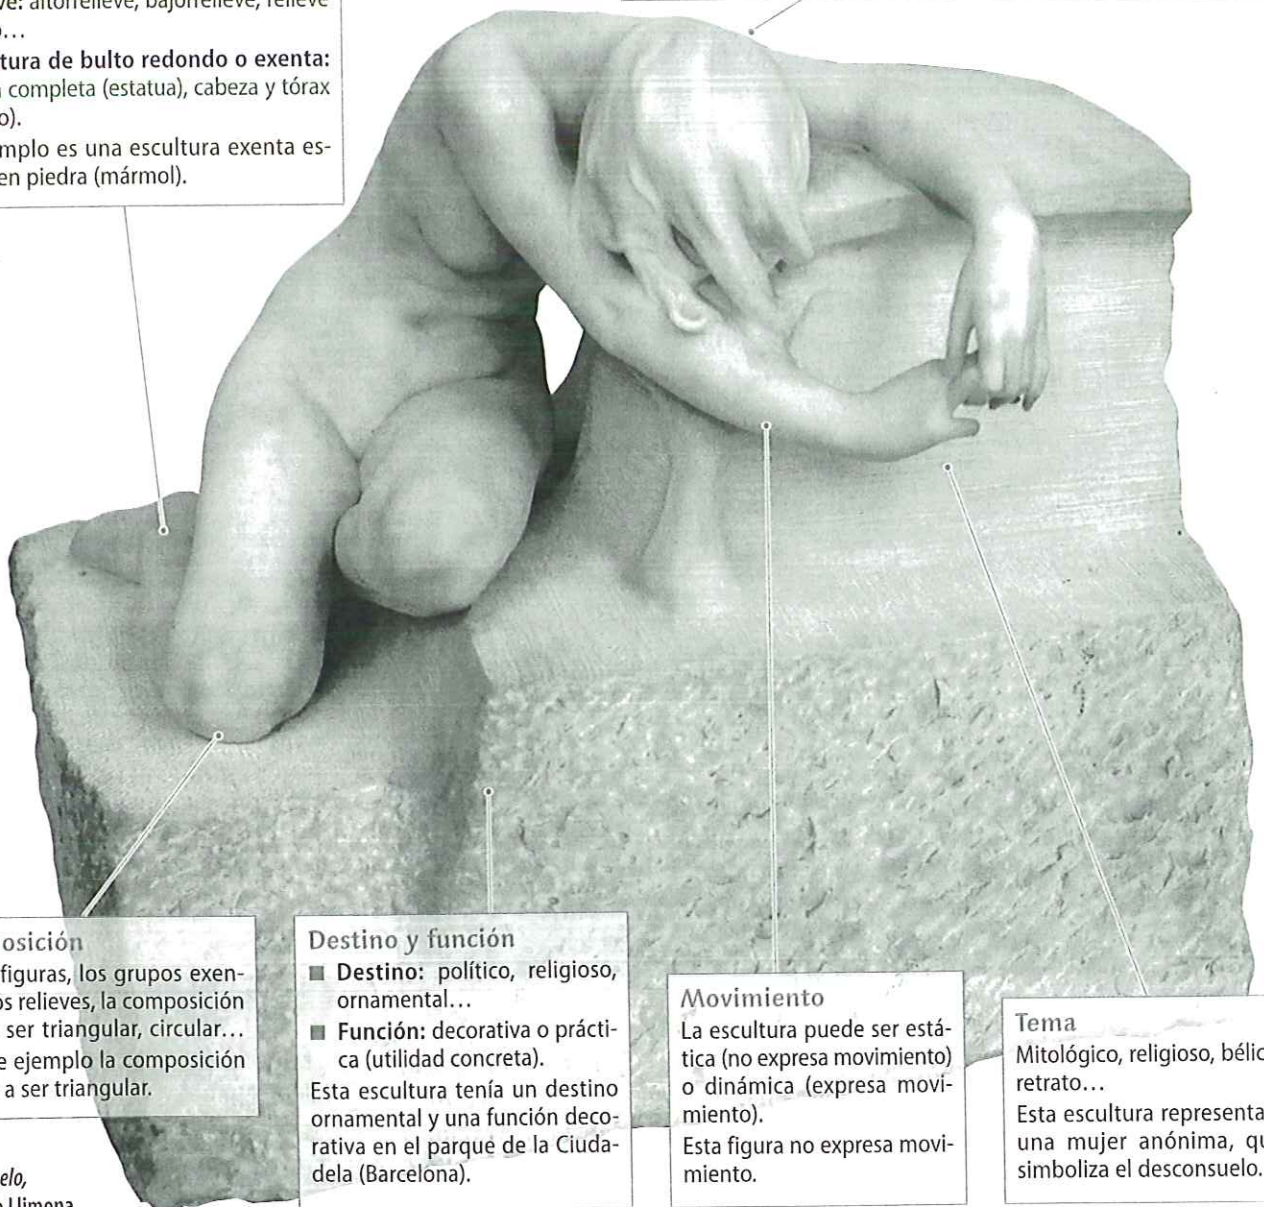 ve: altorrelieve, bajorrelieve, relieve
o…
tura de bulto redondo o exenta:
completa (estatua), cabeza y tórax
o).
mplo es una escultura exenta es-
en piedra (mármol).
osición
figuras, los grupos exen-
os relieves, la composición
ser triangular, circular…
e ejemplo la composición
a ser triangular.
elo,
Llimona
Destino y función
■ Destino: político, religioso,
ornamental…
■ Función: decorativa o prácti-
ca (utilidad concreta).
Esta escultura tenía un destino
ornamental y una función deco-
rativa en el parque de la Ciuda-
dela (Barcelona).
Movimiento
La escultura puede ser está-
tica (no expresa movimiento)
o dinámica (expresa movi-
miento).
Esta figura no expresa movi-
miento.
Tema
Mitológico, religioso, bélic
retrato…
Esta escultura representa
una mujer anónima, qu
simboliza el desconsuelo.